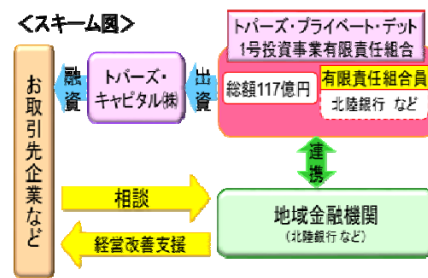 ＜スキーム図＞
トパーズ・プライベート・デット
1号投資事業有限責任組合
総額117億円
有限責任組合員
北陸銀行 など
出資
トパーズ・
キャピタル㈱
融資
お取引先企業など
連携
相談
経営改善支援
地域金融機関
（北陸銀行など）